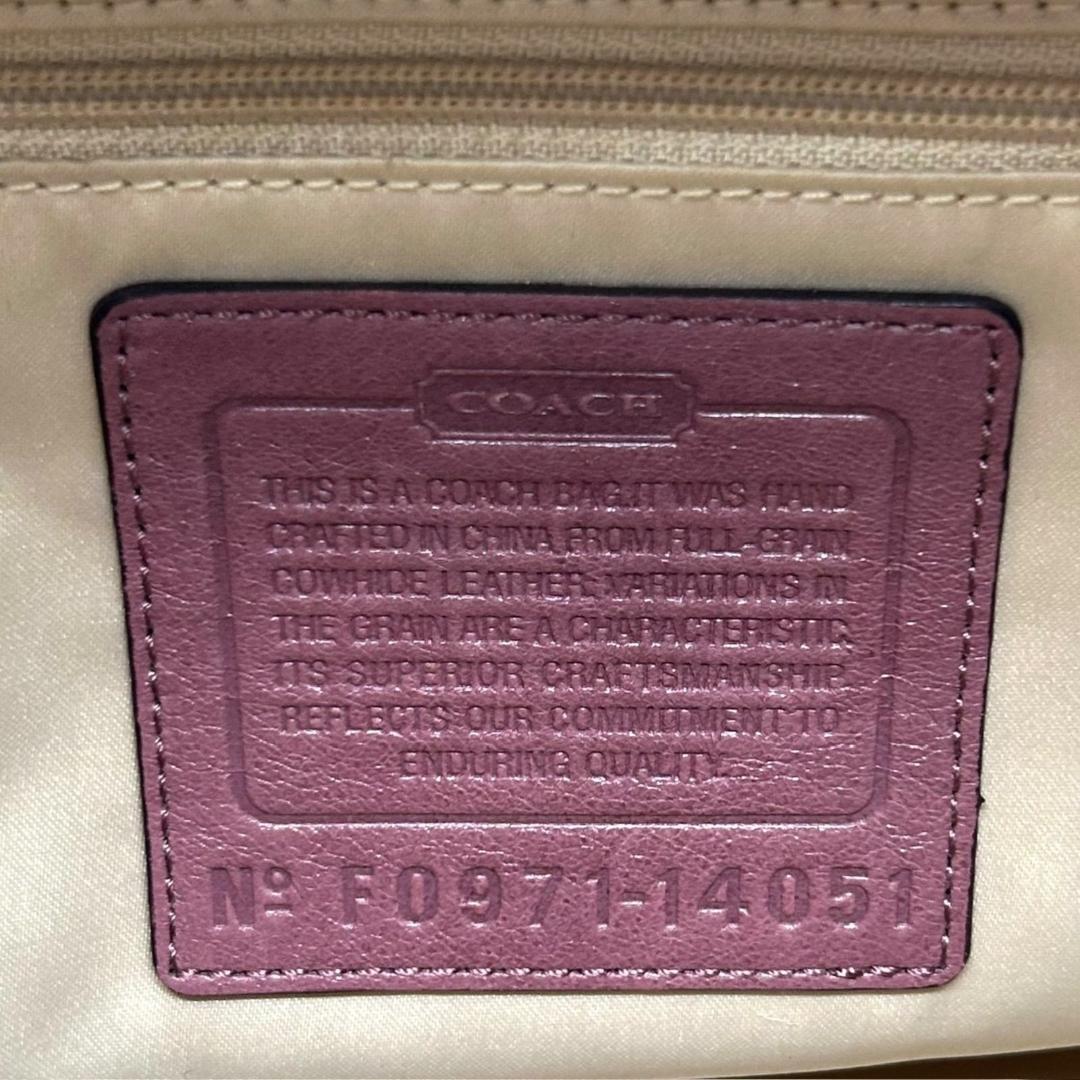 COACH
THIS IS A COACH BAG.IT WAS HAND
CRAFTED IN CHINA FROM FULL-GRAIN
COWHIDE LEATHER. VARIATIONS IN
THE GRAIN ARE A CHARACTERISTIC.
ITS SUPERIOR CRAFTSMANSHIP
REFLECTS OUR COMMITMENT TO
ENDURING QUALITY.
Nº F0971-14051